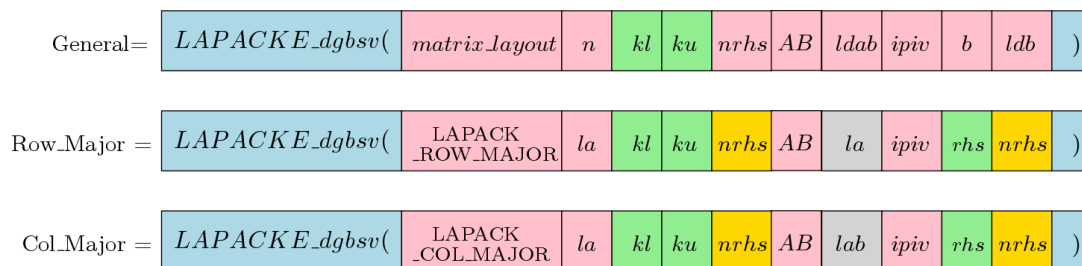 General= LAPACKE_dgbsv( matrix_layout n kl ku nrhs AB ldab ipiv b ldb )
Row_Major = LAPACKE_dgbsv( LAPACK _ROW_MAJOR la kl ku nrhs AB la ipiv rhs nrhs )
Col_Major = LAPACKE_dgbsv( LAPACK _COL_MAJOR la kl ku nrhs AB lab ipiv rhs nrhs )